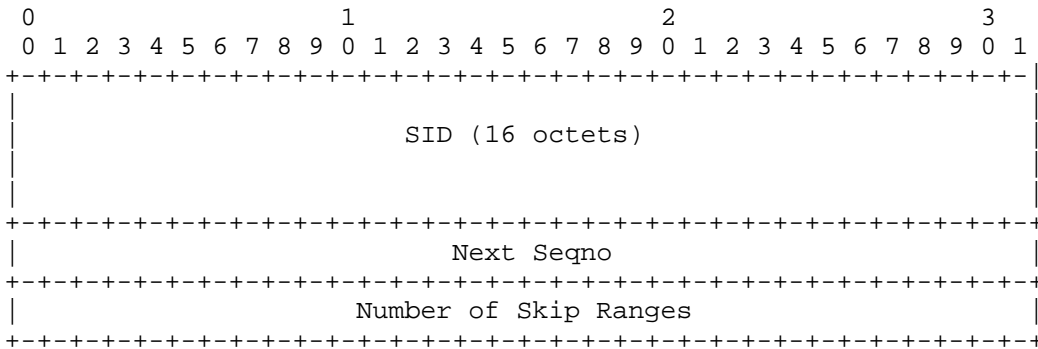 0                   1                   2                   3
0 1 2 3 4 5 6 7 8 9 0 1 2 3 4 5 6 7 8 9 0 1 2 3 4 5 6 7 8 9 0 1
+-+-+-+-+-+-+-+-+-+-+-+-+-+-+-+-+-+-+-+-+-+-+-+-+-+-+-+-+-+-+-+-|
|                                                               |
|                        SID (16 octets)                        |
|                                                               |
|                                                               |
+-+-+-+-+-+-+-+-+-+-+-+-+-+-+-+-+-+-+-+-+-+-+-+-+-+-+-+-+-+-+-+-+
|                           Next Seqno                          |
+-+-+-+-+-+-+-+-+-+-+-+-+-+-+-+-+-+-+-+-+-+-+-+-+-+-+-+-+-+-+-+-+
|                     Number of Skip Ranges                     |
+-+-+-+-+-+-+-+-+-+-+-+-+-+-+-+-+-+-+-+-+-+-+-+-+-+-+-+-+-+-+-+-+